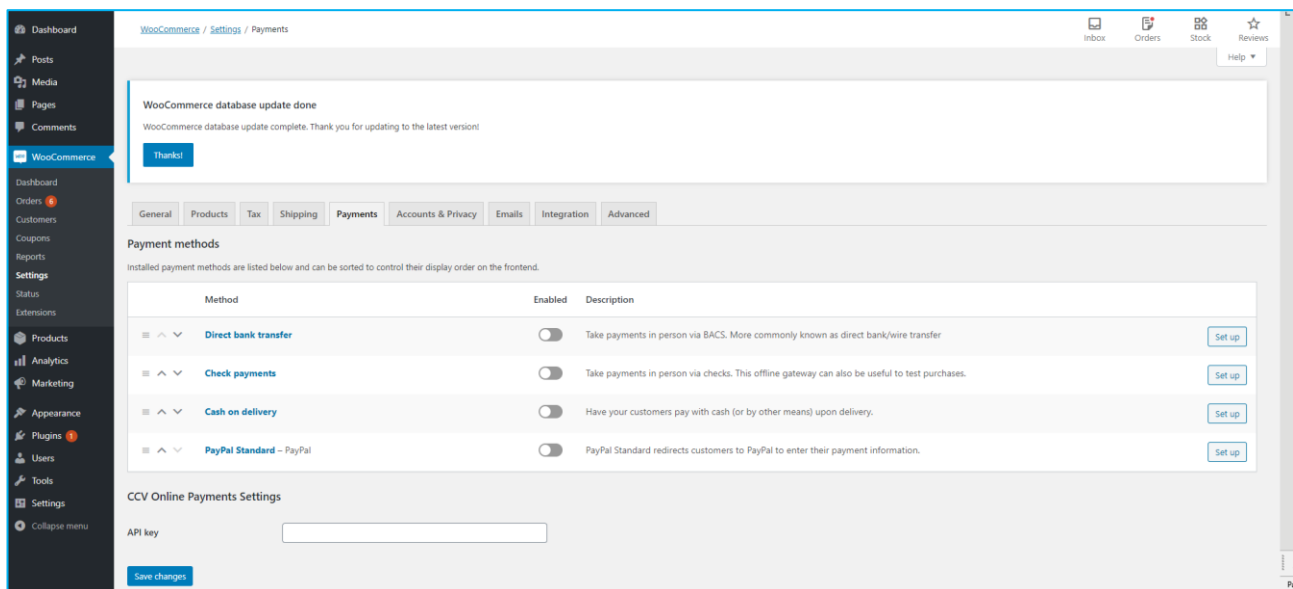 Dashboard
WooCommerce / Settings / Payments
Inbox
Orders
Stock
Reviews
Help
Posts
Media
Pages
Comments
WooCommerce
Dashboard
Orders 6
Customers
Coupons
Reports
Settings
Status
Extensions
Products
Analytics
Marketing
Appearance
Plugins 1
Users
Tools
Settings
Collapse menu
WooCommerce database update done
WooCommerce database update complete. Thank you for updating to the latest version!
Thanks!
General Products Tax Shipping Payments Accounts & Privacy Emails Integration Advanced
Payment methods
Installed payment methods are listed below and can be sorted to control their display order on the frontend.
Method Enabled Description
Direct bank transfer Take payments in person via BACS. More commonly known as direct bank/wire transfer Set up
Check payments Take payments in person via checks. This offline gateway can also be useful to test purchases. Set up
Cash on delivery Have your customers pay with cash (or by other means) upon delivery. Set up
PayPal Standard – PayPal PayPal Standard redirects customers to PayPal to enter their payment information. Set up
CCV Online Payments Settings
API key
Save changes